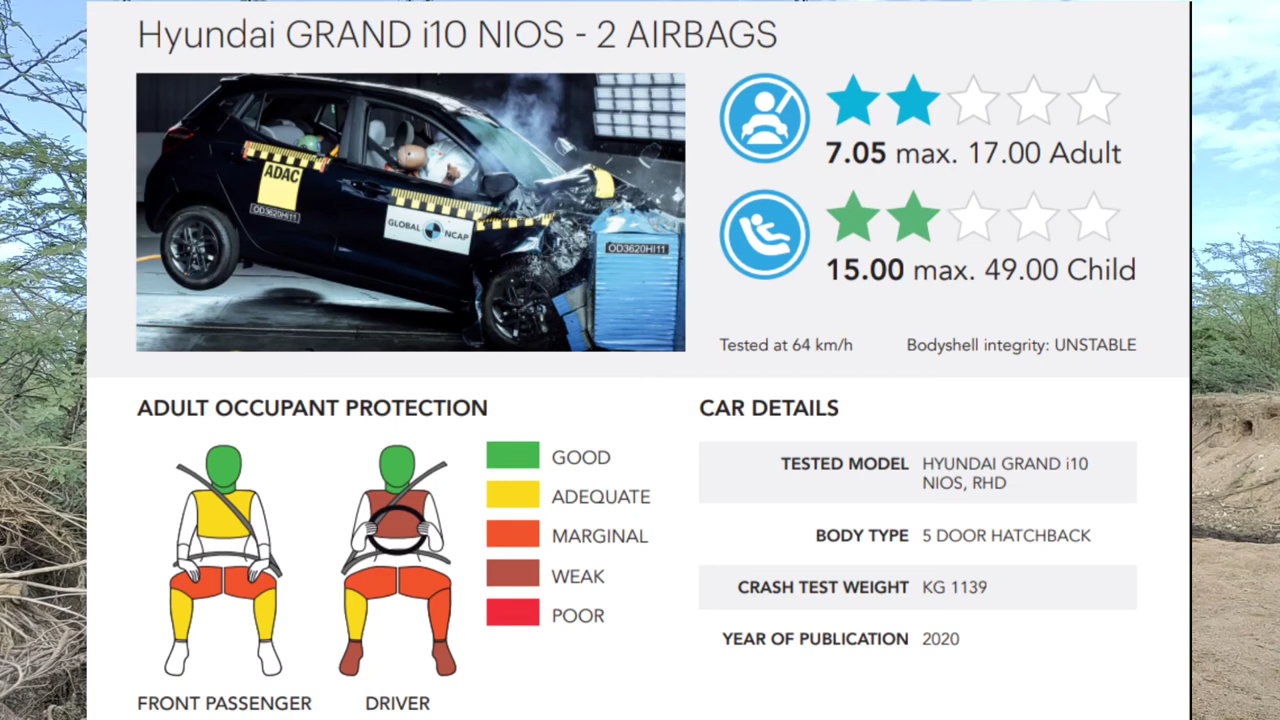 Hyundai GRAND i10 NIOS - 2 AIRBAGS
ADAC
OD3620HI11
GLOBAL NCAP
OD3620HI11
7.05 max. 17.00 Adult
15.00 max. 49.00 Child
Tested at 64 km/h
Bodyshell integrity: UNSTABLE
ADULT OCCUPANT PROTECTION
GOOD
ADEQUATE
MARGINAL
WEAK
POOR
FRONT PASSENGER
DRIVER
CAR DETAILS
TESTED MODEL HYUNDAI GRAND i10
NIOS, RHD
BODY TYPE 5 DOOR HATCHBACK
CRASH TEST WEIGHT KG 1139
YEAR OF PUBLICATION 2020